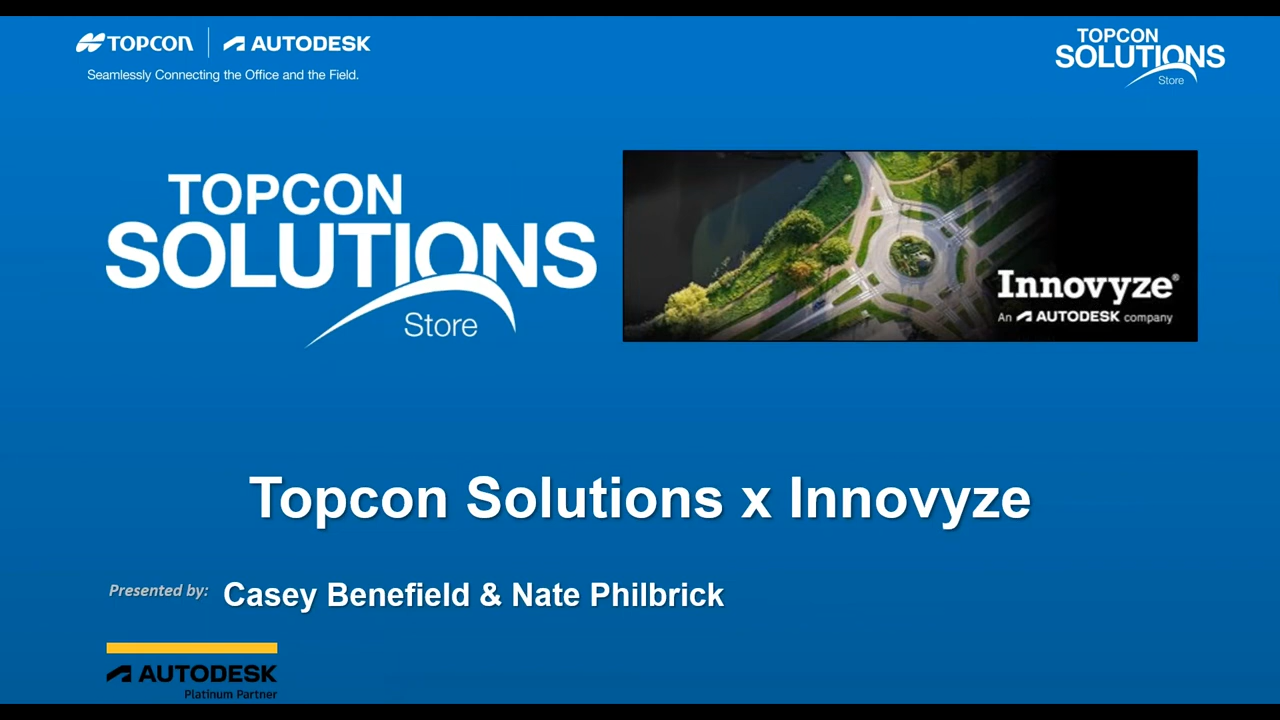 TOPCON AUTODESK
Seamlessly Connecting the Office and the Field.
TOPCON
SOLUTIONS
Store
TOPCON
SOLUTIONS
Store
Innovyze®
An AUTODESK company
Topcon Solutions x Innovyze
Presented by: Casey Benefield & Nate Philbrick
AUTODESK
Platinum Partner